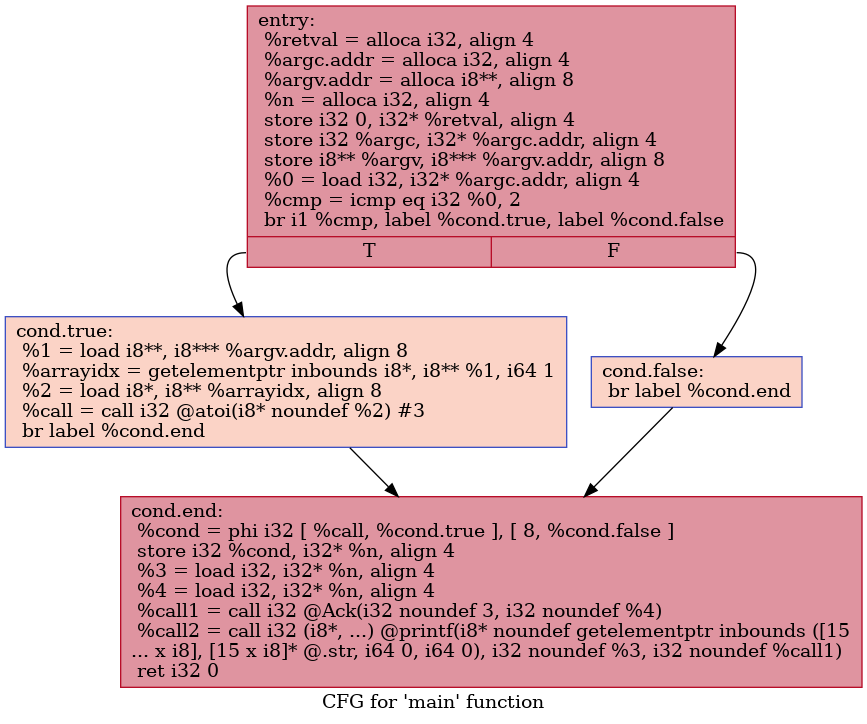 entry:
%retval = alloca i32, align 4
%argc.addr = alloca i32, align 4
%argv.addr = alloca i8**, align 8
%n = alloca i32, align 4
store i32 0, i32* %retval, align 4
store i32 %argc, i32* %argc.addr, align 4
store i8** %argv, i8*** %argv.addr, align 8
%0 = load i32, i32* %argc.addr, align 4
%cmp = icmp eq i32 %0, 2
br i1 %cmp, label %cond.true, label %cond.false
T
F
cond.true:
%1 = load i8**, i8*** %argv.addr, align 8
%arrayidx = getelementptr inbounds i8*, i8** %1, i64 1
%2 = load i8*, i8** %arrayidx, align 8
%call = call i32 @atoi(i8* noundef %2) #3
br label %cond.end
cond.false:
br label %cond.end
cond.end:
%cond = phi i32 [ %call, %cond.true ], [ 8, %cond.false ]
store i32 %cond, i32* %n, align 4
%3 = load i32, i32* %n, align 4
%4 = load i32, i32* %n, align 4
%call1 = call i32 @Ack(i32 noundef 3, i32 noundef %4)
%call2 = call i32 (i8*, ...) @printf(i8* noundef getelementptr inbounds ([15
... x i8], [15 x i8]* @.str, i64 0, i64 0), i32 noundef %3, i32 noundef %call1)
ret i32 0
CFG for 'main' function